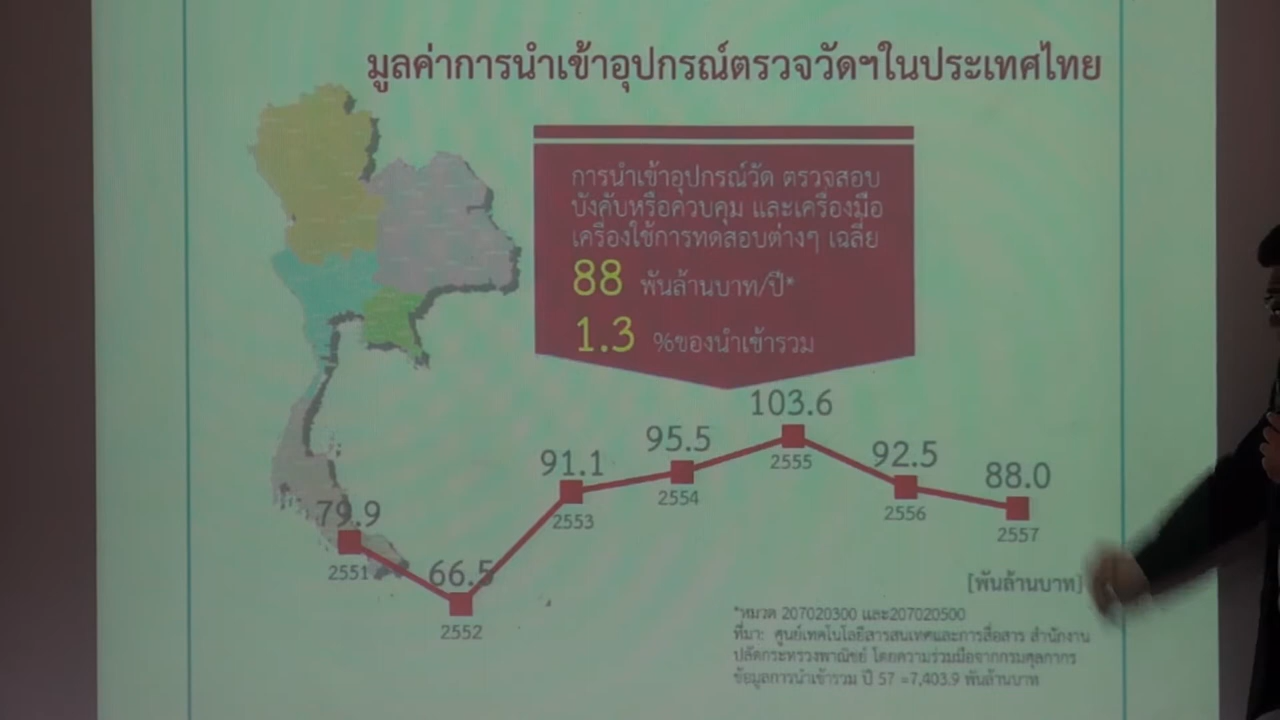 มูลค่าการนำเข้าอุปกรณ์ตรวจวัดฯในประเทศไทย
การนำเข้าอุปกรณ์วัด ตรวจสอบ
บังคับหรือควบคุม และเครื่องมือ
เครื่องใช้การทดสอบต่างๆ เฉลี่ย
88 พันล้านบาท/ปี*
1.3 %ของนำเข้ารวม
79.9
2551
66.5
2552
91.1
2553
95.5
2554
103.6
2555
92.5
2556
88.0
2557
[พันล้านบาท]
*หมวด 207020300 และ207020500
ที่มา: ศูนย์เทคโนโลยีสารสนเทศและการสื่อสาร สำนักงาน
ปลัดกระทรวงพาณิชย์ โดยความร่วมมือจากกรมศุลกากร
ข้อมูลการนำเข้ารวม ปี 57 =7,403.9 พันล้านบาท